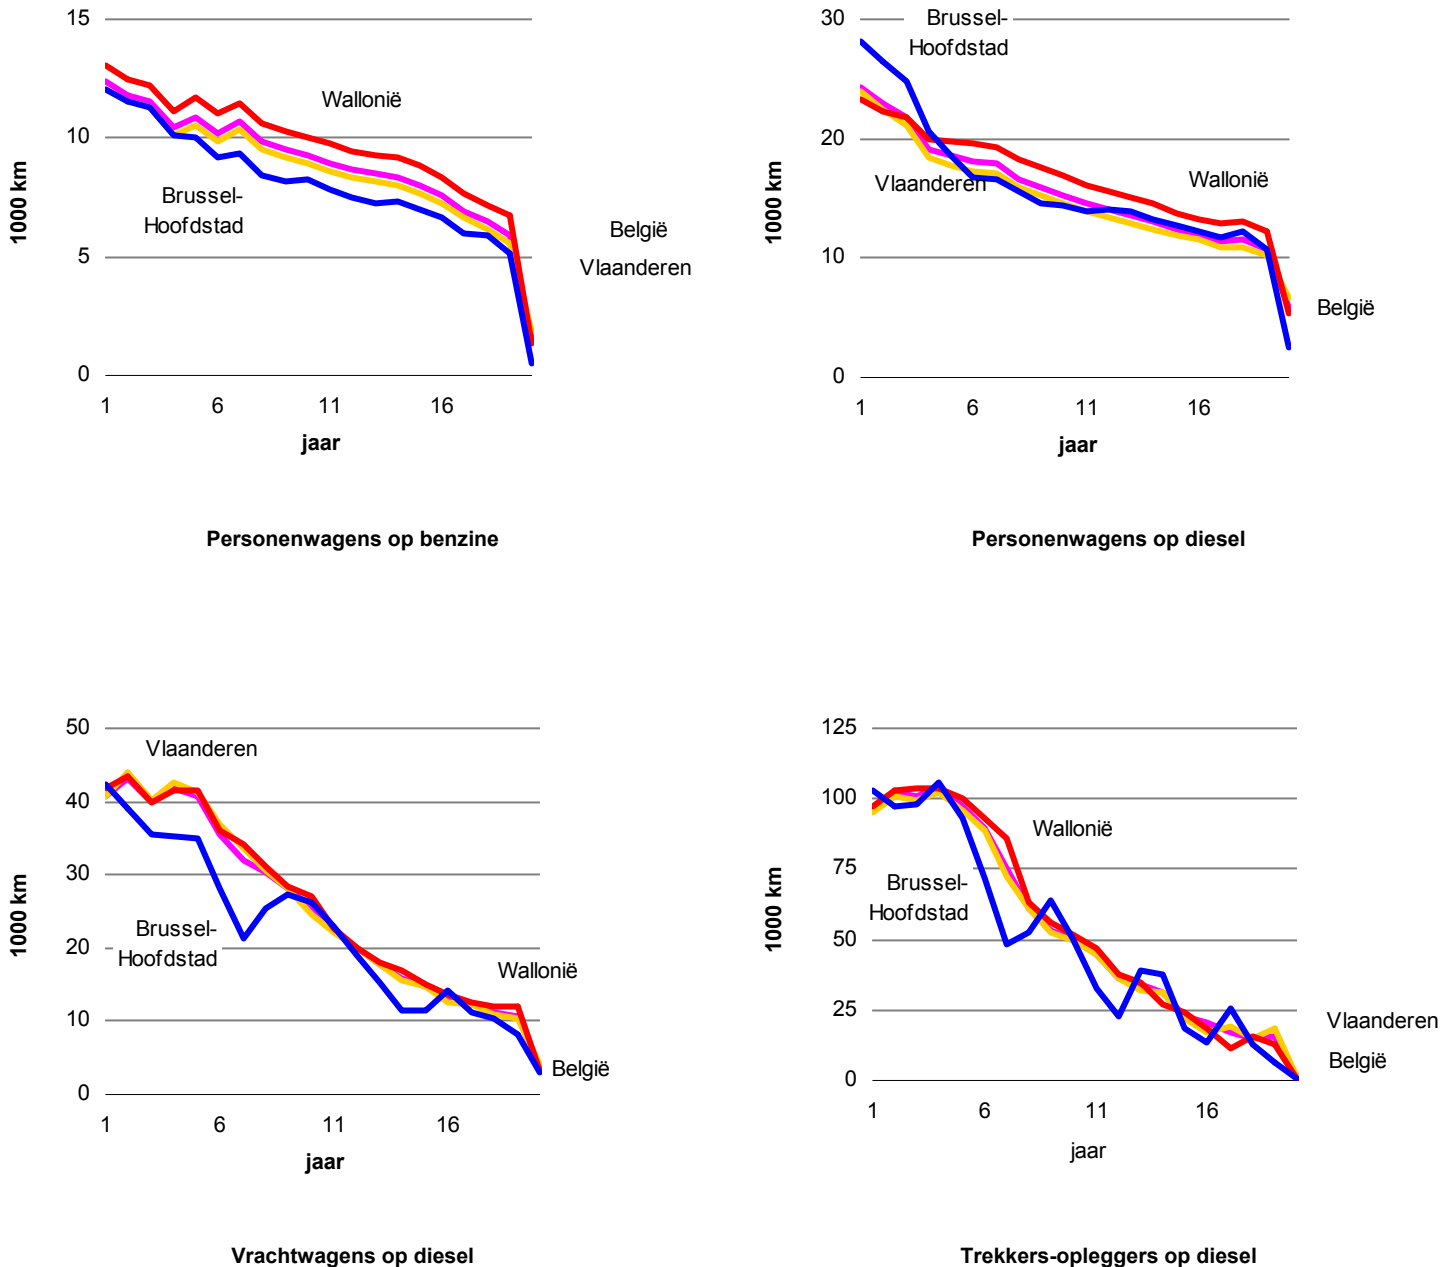 15
10
5
0
1000 km
Wallonië
Brussel-
Hoofdstad
België
Vlaanderen
1 6 11 16
jaar
Personenwagens op benzine
30
20
10
0
1000 km
Brussel-
Hoofdstad
Vlaanderen
Wallonië
België
1 6 11 16
jaar
Personenwagens op diesel
50
40
30
20
10
0
1000 km
Vlaanderen
Brussel-
Hoofdstad
Wallonië
België
1 6 11 16
jaar
Vrachtwagens op diesel
125
100
75
50
25
0
1000 km
Wallonië
Brussel-
Hoofdstad
Vlaanderen
België
1 6 11 16
jaar
Trekkers-opleggers op diesel